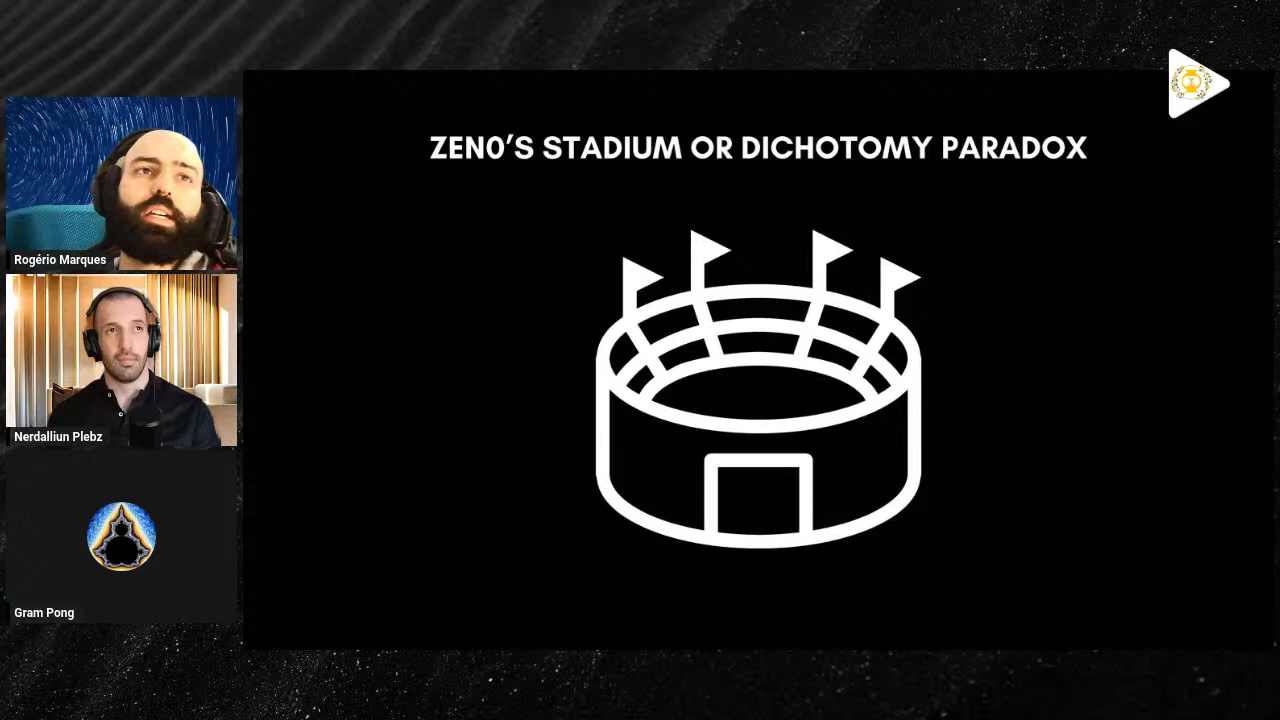 ZEN0'S STADIUM OR DICHOTOMY PARADOX
Rogério Marques
Nerdalliun Plebz
Gram Pong